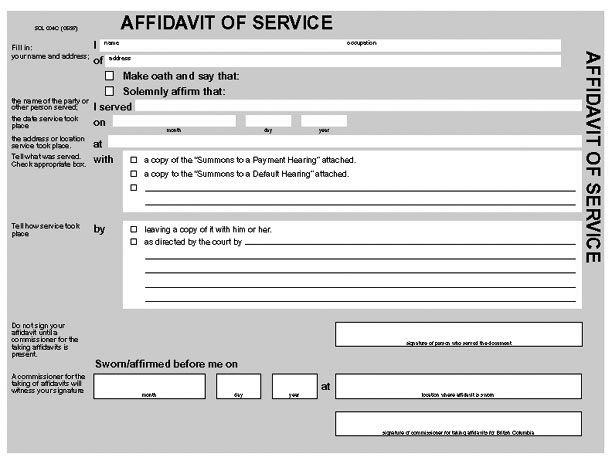 SCL 004C (05/97)
AFFIDAVIT OF SERVICE
Fill in:
your name and address;
I name occupation
of address
Make oath and say that:
Solemnly affirm that:
the name of the party or
other person served;
I served
the date service took
place
on
month day year
the address or location
service took place.
at
Tell what was served.
Check appropriate box.
with
a copy of the "Summons to a Payment Hearing" attached.
a copy to the "Summons to a Default Hearing" attached.
Tell how service took
place
by
leaving a copy of it with him or her.
as directed by the court by
Do not sign your
affidavit until a
commissioner for the
taking affidavits is
present.
signature of person who served the document
Sworn/affirmed before me on
A commissioner for the
taking of affidavits will
witness your signature
month day year
at
location where affidavit is sworn
signature of commissioner for taking affidavits for British Columbia
AFFIDAVIT OF SERVICE